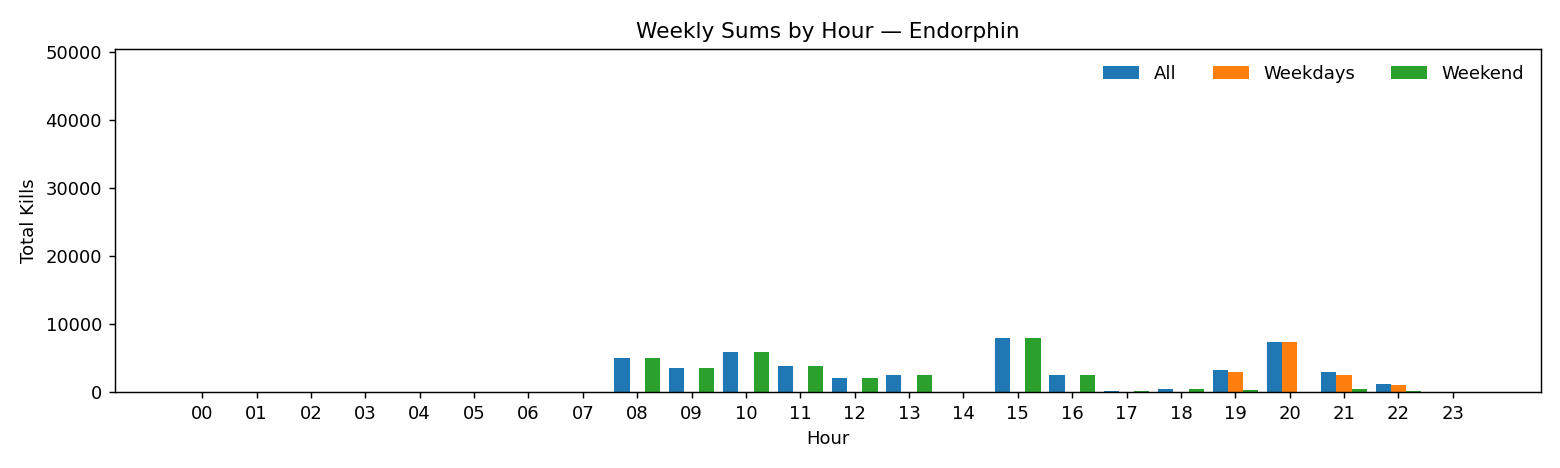 Weekly Sums by Hour — Endorphin
All Weekdays Weekend
Total Kills
50000
40000
30000
20000
10000
0
00 01 02 03 04 05 06 07 08 09 10 11 12 13 14 15 16 17 18 19 20 21 22 23
Hour